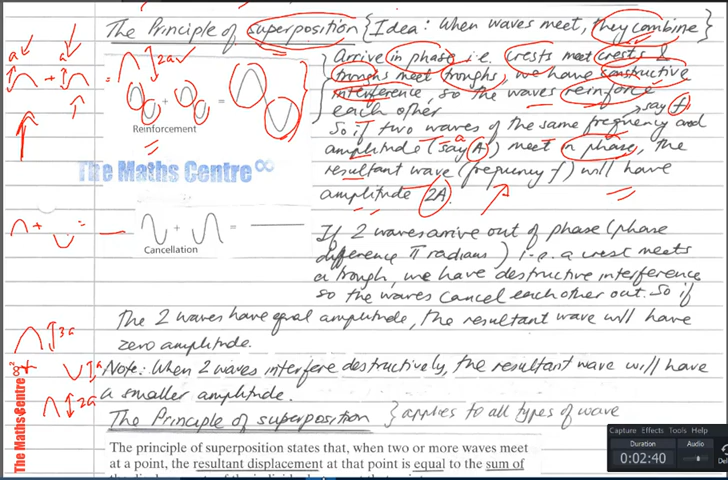 The Principle of superposition { Idea: When waves meet, they combine
Arrive in phase i.e. crests meet crests &
troughs meet troughs, we have constructive
interference, so the waves reinforce
each other
say f
So if two waves of the same frequency and
amplitude (say A) meet in phase, the
resultant wave (frequency f) will have
amplitude 2A
a
a
+
= 2a
+ =
Reinforcement
=
The Maths Centre ∞
+ =
+ =
Cancellation
If 2 waves arrive out of phase (phase
difference π radians) i.e. a crest meets
a trough, we have destructive interference
so the waves cancel each other out. So if
The 2 waves have equal amplitude, the resultant wave will have
zero amplitude.
3a
Note: When 2 waves interfere destructively, the resultant wave will have
a smaller amplitude.
+
a
2a
The Maths Centre
The Principle of superposition } applies to all types of wave
The principle of superposition states that, when two or more waves meet
at a point, the resultant displacement at that point is equal to the sum of
Capture Effects Tools Help
Duration Audio
0:02:40